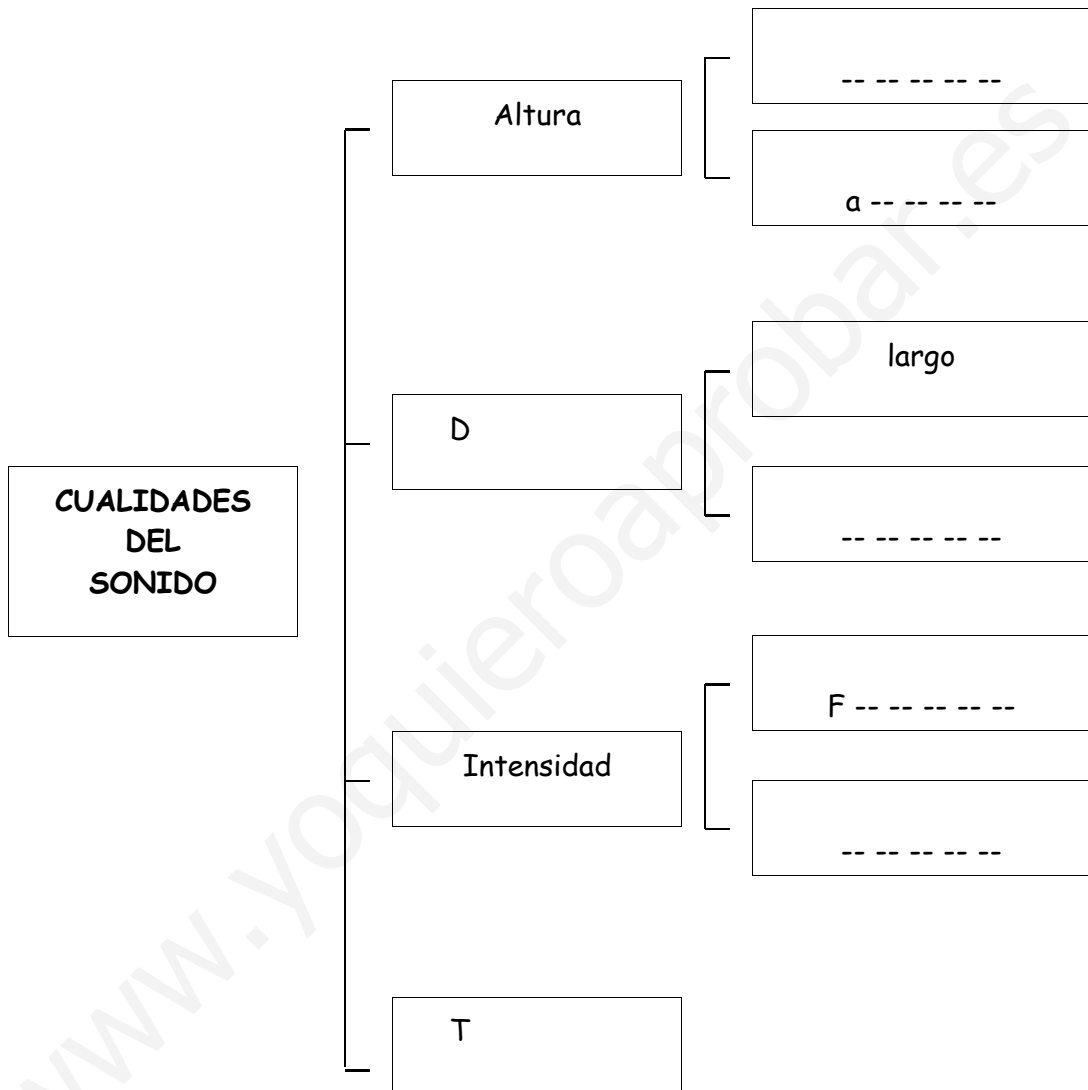 -- -- -- -- --
Altura
a -- -- -- --
largo
D
CUALIDADES
DEL
SONIDO
-- -- -- -- --
F -- -- -- -- --
Intensidad
-- -- -- -- --
T
www.yoquieroaprobar.es